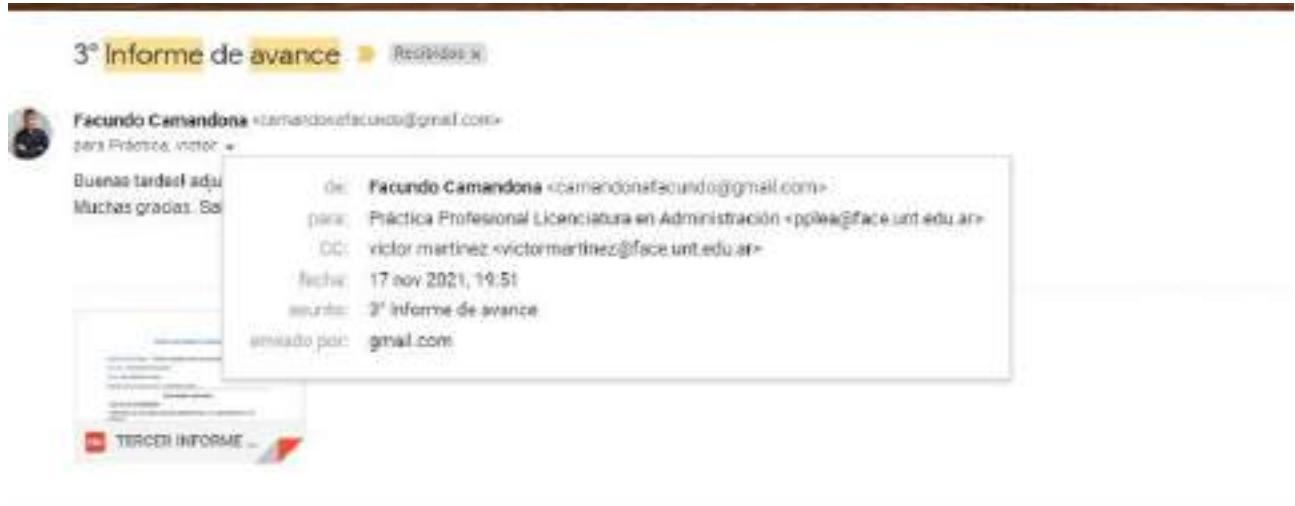 3° Informe de avance Recibidos x
Facundo Camandona <camandonafacundo@gmail.com>
para Práctica, victor
Buenas tardes! adju
Muchas gracias. Sal
de: Facundo Camandona <camandonafacundo@gmail.com>
para: Práctica Profesional Licenciatura en Administración <pplea@face.unt.edu.ar>
CC: victor martinez <victormartinez@face.unt.edu.ar>
fecha: 17 nov 2021, 19:51
asunto: 3° Informe de avance
enviado por: gmail.com
TERCER INFORME ...